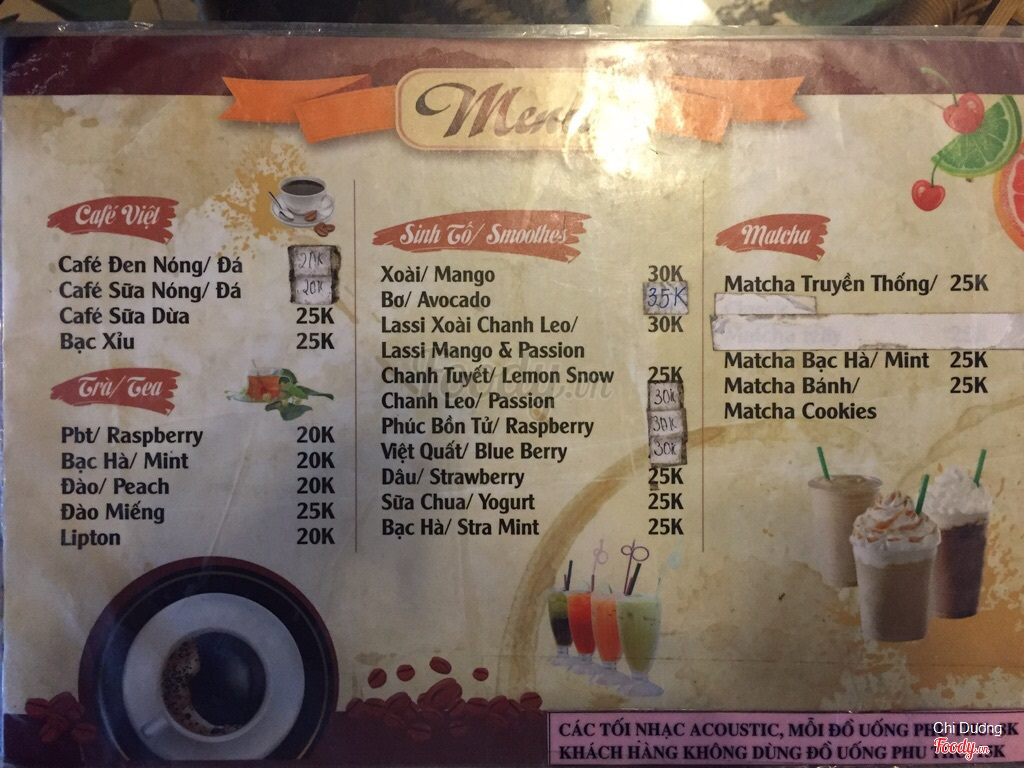 Menu
Café Việt
Café Đen Nóng/ Đá
Café Sữa Nóng/ Đá 20K
Café Sữa Dừa 25K
Bạc Xỉu 25K
Trà/ Tea
Pbt/ Raspberry 20K
Bạc Hà/ Mint 20K
Đào/ Peach 20K
Đào Miếng 25K
Lipton 20K
Sinh Tố/ Smoothes
Xoài/ Mango 30K
Bơ/ Avocado 35K
Lassi Xoài Chanh Leo/ 30K
Lassi Mango & Passion
Chanh Tuyết/ Lemon Snow 25K
Chanh Leo/ Passion 30K
Phúc Bồn Tử/ Raspberry 30K
Việt Quất/ Blue Berry 30K
Dâu/ Strawberry 25K
Sữa Chua/ Yogurt 25K
Bạc Hà/ Stra Mint 25K
Matcha
Matcha Truyền Thống/ 25K
Matcha Bạc Hà/ Mint 25K
Matcha Bánh/ 25K
Matcha Cookies
CÁC TỐI NHẠC ACOUSTIC, MỖI ĐỒ UỐNG
KHÁCH HÀNG KHÔNG DÙNG ĐỒ UỐNG PHU
Chi Dương
Foody.vn